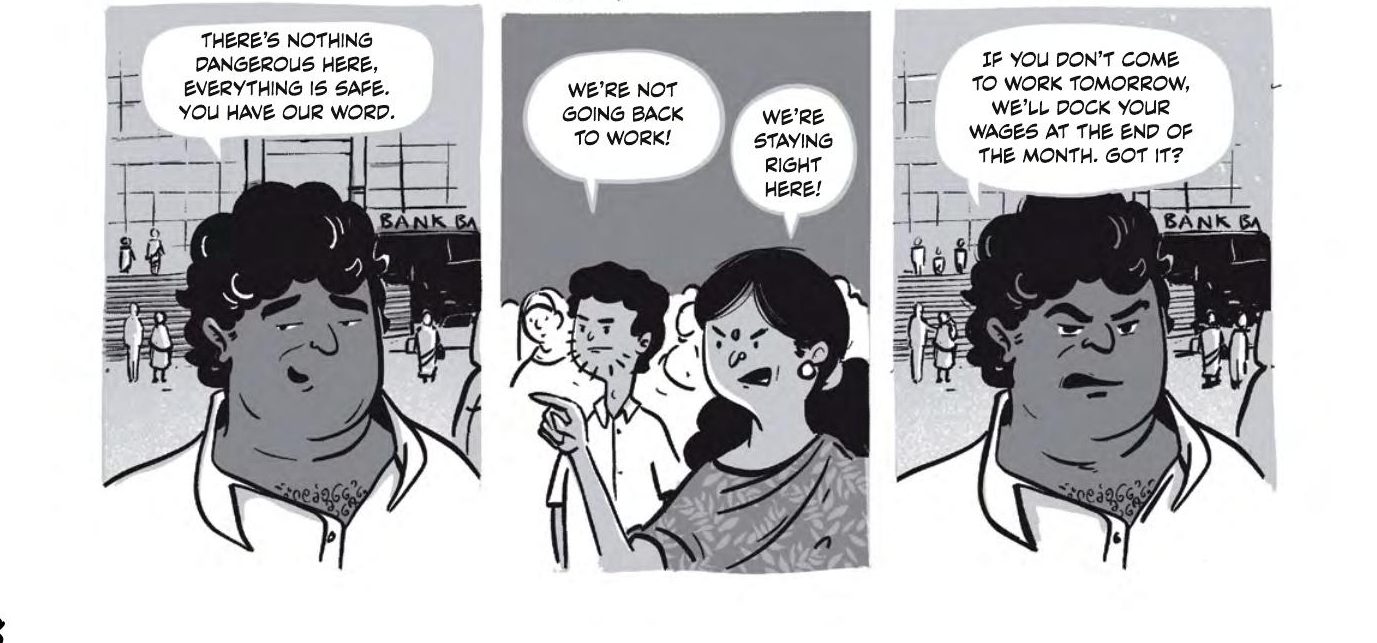 THERE'S NOTHING
DANGEROUS HERE,
EVERYTHING IS SAFE.
YOU HAVE OUR WORD.
BANK BA
WE'RE NOT
GOING BACK
TO WORK!
WE'RE
STAYING
RIGHT
HERE!
IF YOU DON'T COME
TO WORK TOMORROW,
WE'LL DOCK YOUR
WAGES AT THE END OF
THE MONTH. GOT IT?
BANK BA